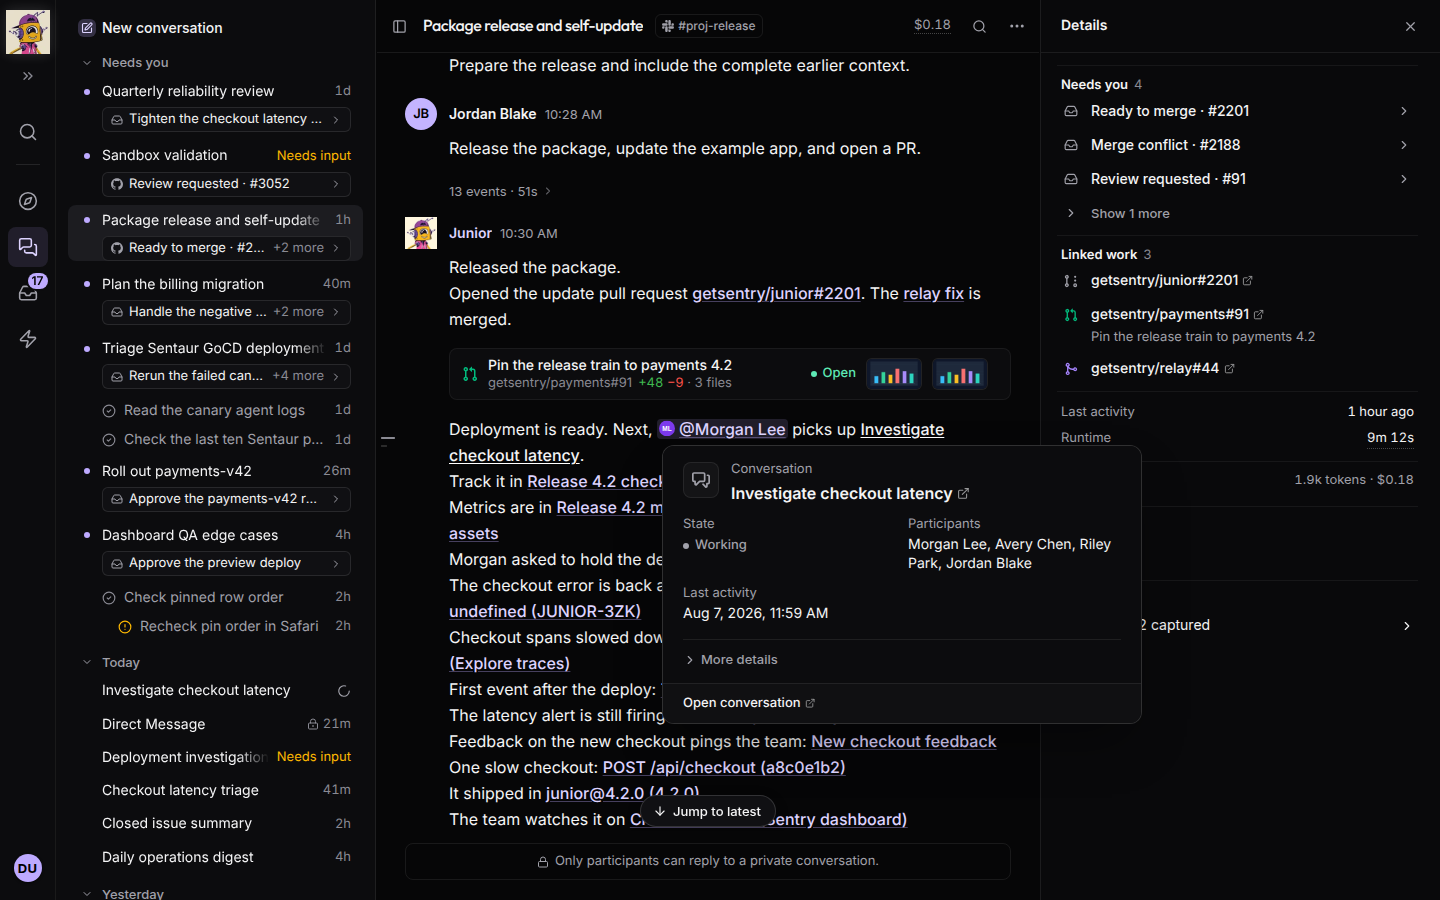 New conversation
Needs you
Quarterly reliability review 1d
Tighten the checkout latency ...
Sandbox validation Needs input
Review requested · #3052
Package release and self-update 1h
Ready to merge · #2... +2 more
Plan the billing migration 40m
Handle the negative ... +2 more
Triage Sentaur GoCD deployment 1d
Rerun the failed can... +4 more
Read the canary agent logs 1d
Check the last ten Sentaur p... 1d
Roll out payments-v42 26m
Approve the payments-v42 r...
Dashboard QA edge cases 4h
Approve the preview deploy
Check pinned row order 2h
Recheck pin order in Safari 2h
Today
Investigate checkout latency
Direct Message 21m
Deployment investigation Needs input
Checkout latency triage 41m
Closed issue summary 2h
Daily operations digest 4h
Yesterday
17
DU
Package release and self-update #proj-release $0.18
Prepare the release and include the complete earlier context.
JB Jordan Blake 10:28 AM
Release the package, update the example app, and open a PR.
13 events · 51s
Junior 10:30 AM
Released the package.
Opened the update pull request getsentry/junior#2201. The relay fix is
merged.
Pin the release train to payments 4.2
getsentry/payments#91 +48 −9 · 3 files
Open
Deployment is ready. Next, ML @Morgan Lee picks up Investigate
checkout latency.
Track it in Release 4.2 check
Metrics are in Release 4.2 m
assets
Morgan asked to hold the de
The checkout error is back a
undefined (JUNIOR-3ZK)
Checkout spans slowed dow
(Explore traces)
First event after the deploy:
The latency alert is still firing
Feedback on the new checkout pings the team: New checkout feedback
One slow checkout: POST /api/checkout (a8c0e1b2)
It shipped in junior@4.2.0 (4.2.0)
The team watches it on C entry dashboard)
Jump to latest
Only participants can reply to a private conversation.
Conversation
Investigate checkout latency
State
Working
Participants
Morgan Lee, Avery Chen, Riley
Park, Jordan Blake
Last activity
Aug 7, 2026, 11:59 AM
More details
Open conversation
Details
Needs you 4
Ready to merge · #2201
Merge conflict · #2188
Review requested · #91
Show 1 more
Linked work 3
getsentry/junior#2201
getsentry/payments#91
Pin the release train to payments 4.2
getsentry/relay#44
Last activity 1 hour ago
Runtime 9m 12s
1.9k tokens · $0.18
2 captured